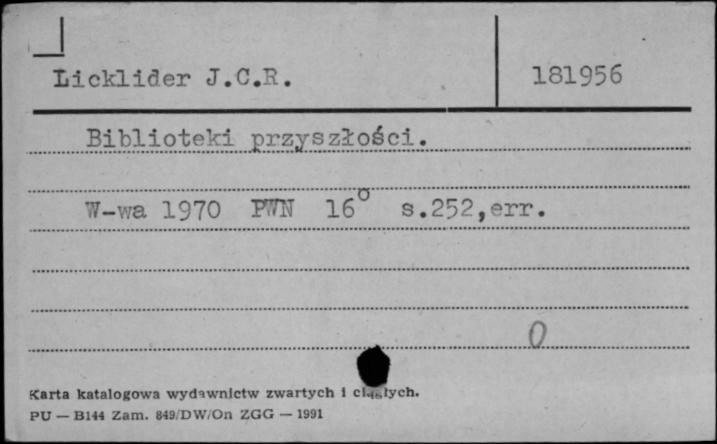 Licklider J.C.R. 181956
Biblioteki przyszłości.
W-wa 1970 PWN 16° s.252,err.
0
Karta katalogowa wydawnictw zwartych i ciągłych.
PU — B144 Zam. 849/DW/On ZGG — 1991